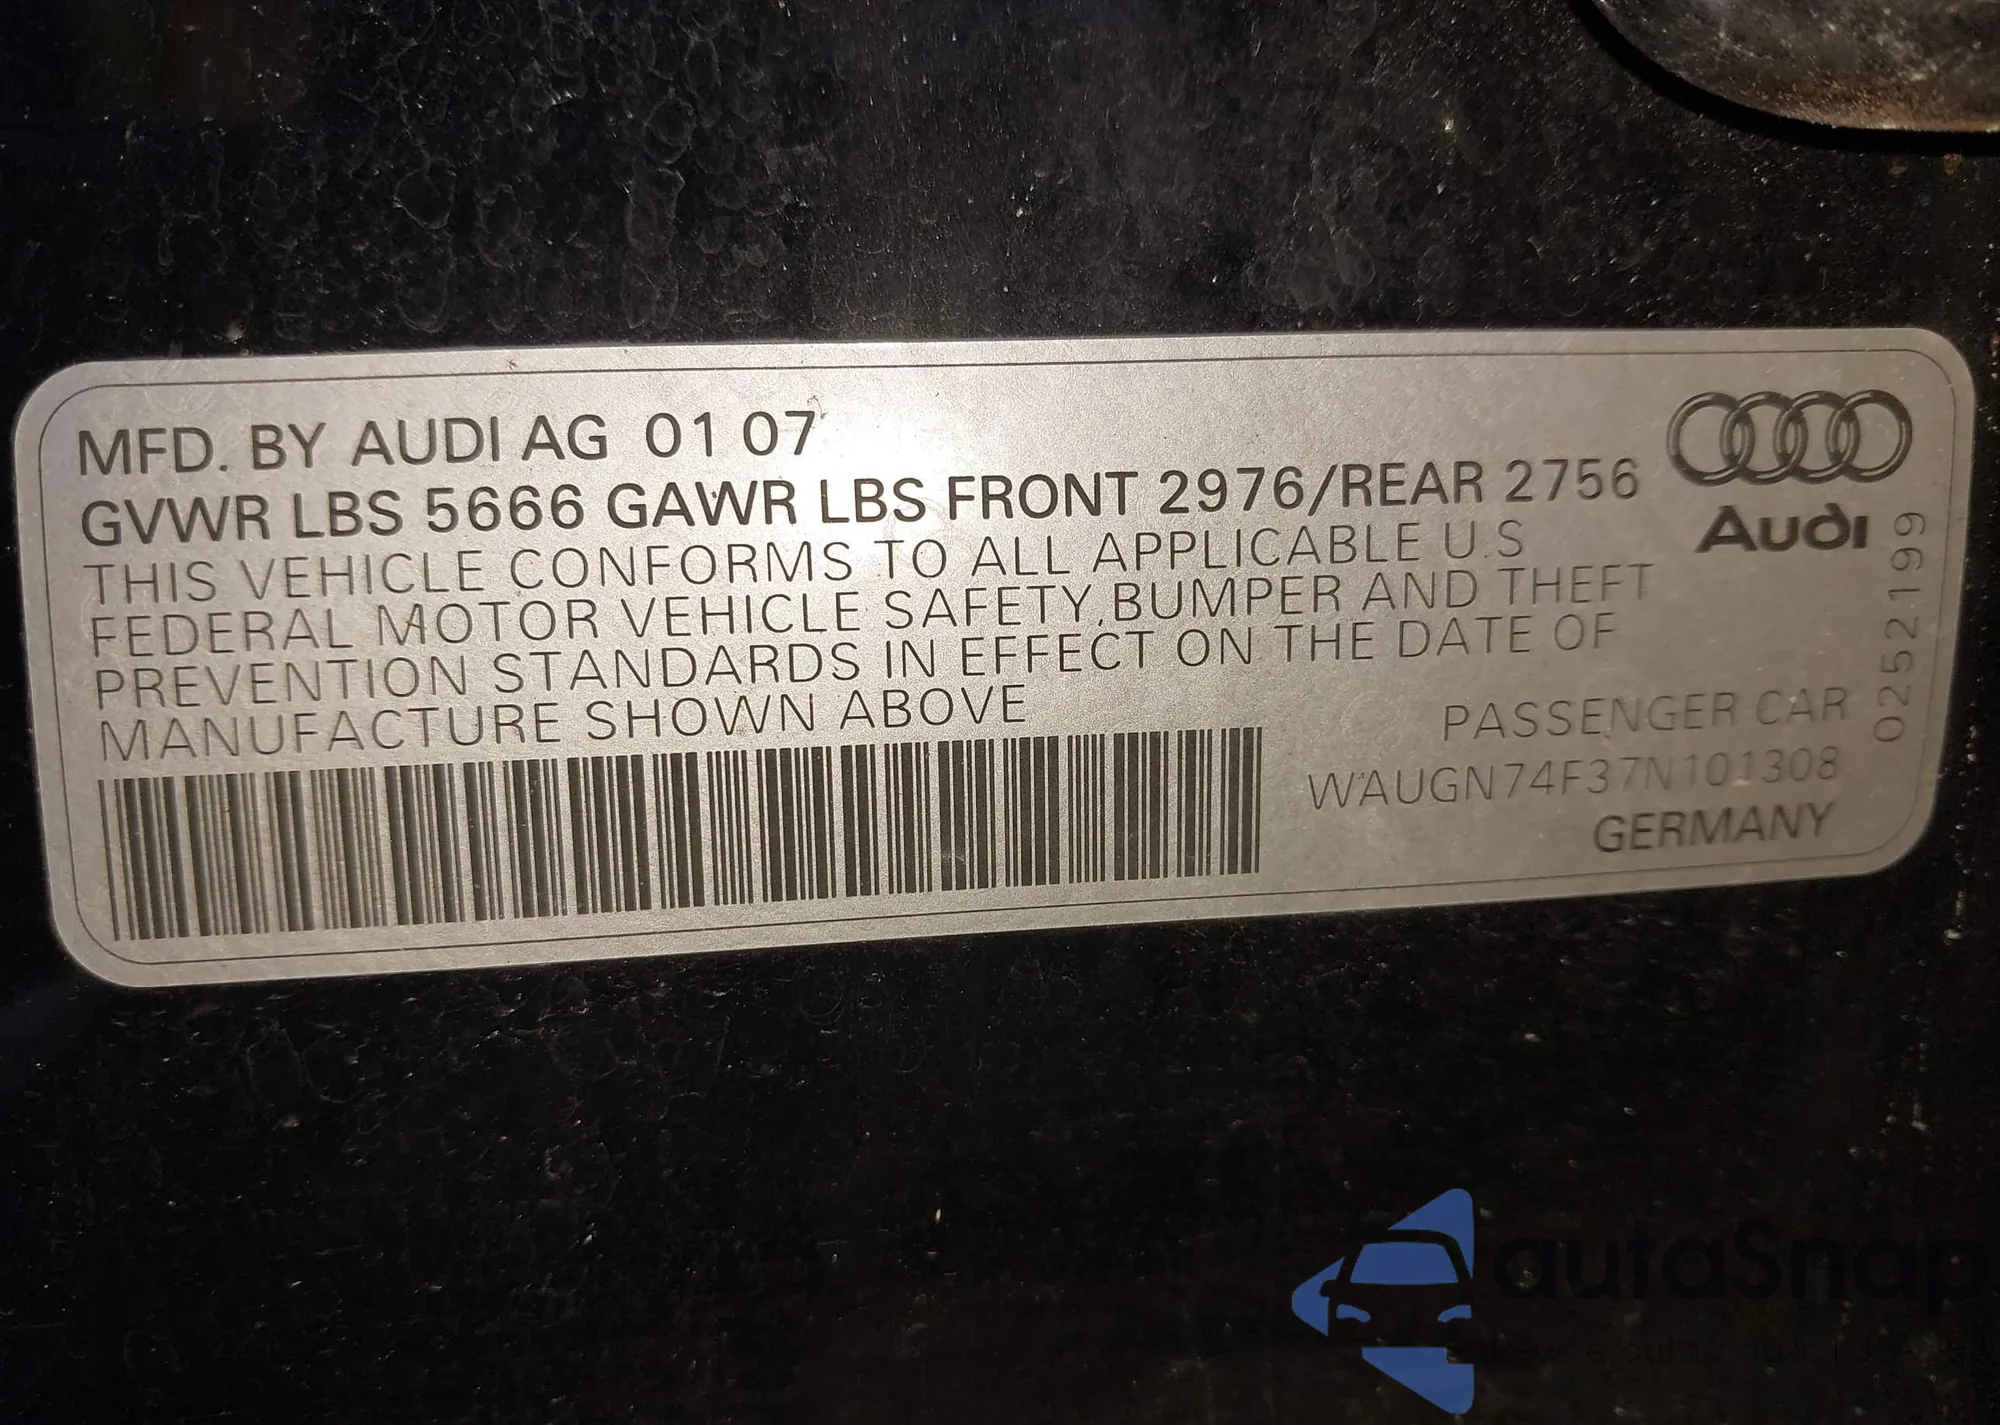 MFD. BY AUDI AG 01 07
GVWR LBS 5666 GAWR LBS FRONT 2976/REAR 2756
THIS VEHICLE CONFORMS TO ALL APPLICABLE U.S
FEDERAL MOTOR VEHICLE SAFETY,BUMPER AND THEFT
PREVENTION STANDARDS IN EFFECT ON THE DATE OF
MANUFACTURE SHOWN ABOVE
PASSENGER CAR
WAUGN74F37N101308
GERMANY
Audi
0252199
autaSnap